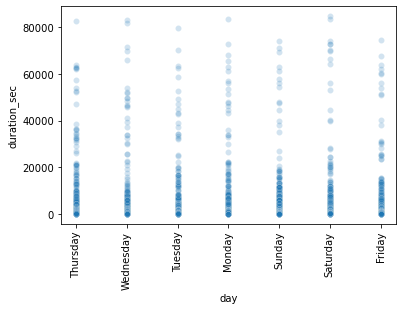 80000
60000
40000
20000
0
duration_sec
Thursday
Wednesday
Tuesday
Monday
Sunday
Saturday
Friday
day